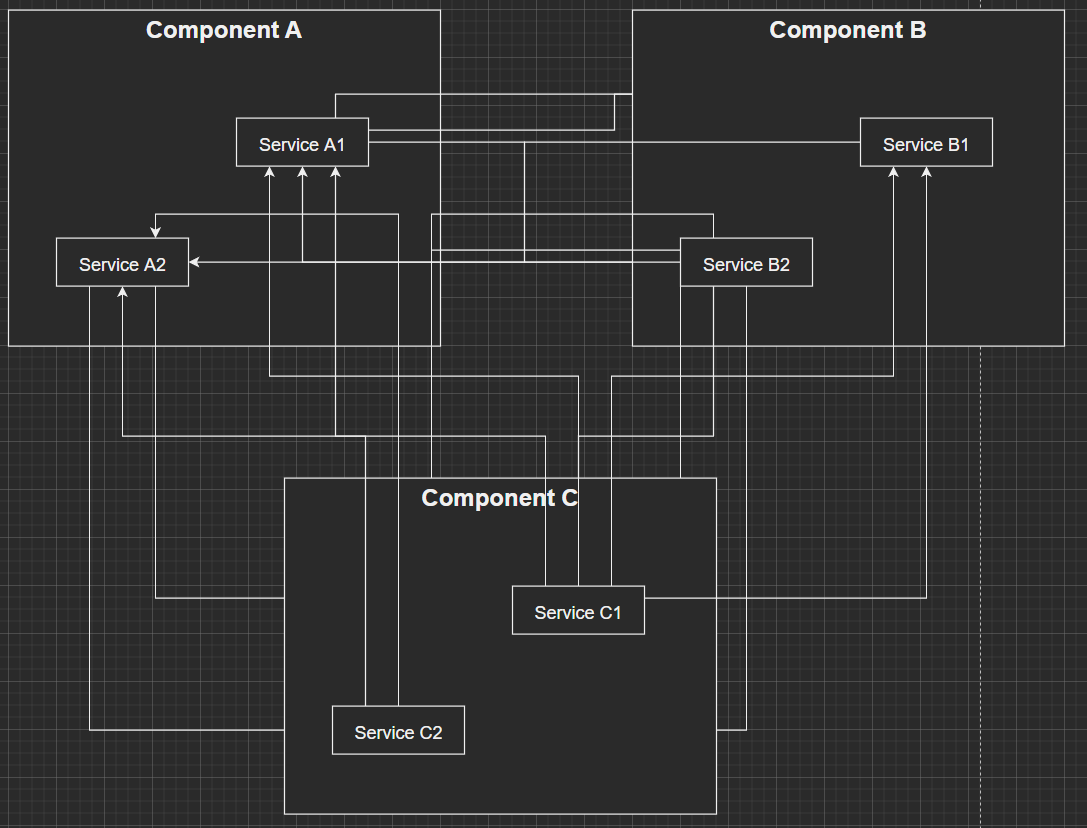 Component A
Component B
Service A1
Service B1
Service A2
Service B2
Component C
Service C1
Service C2